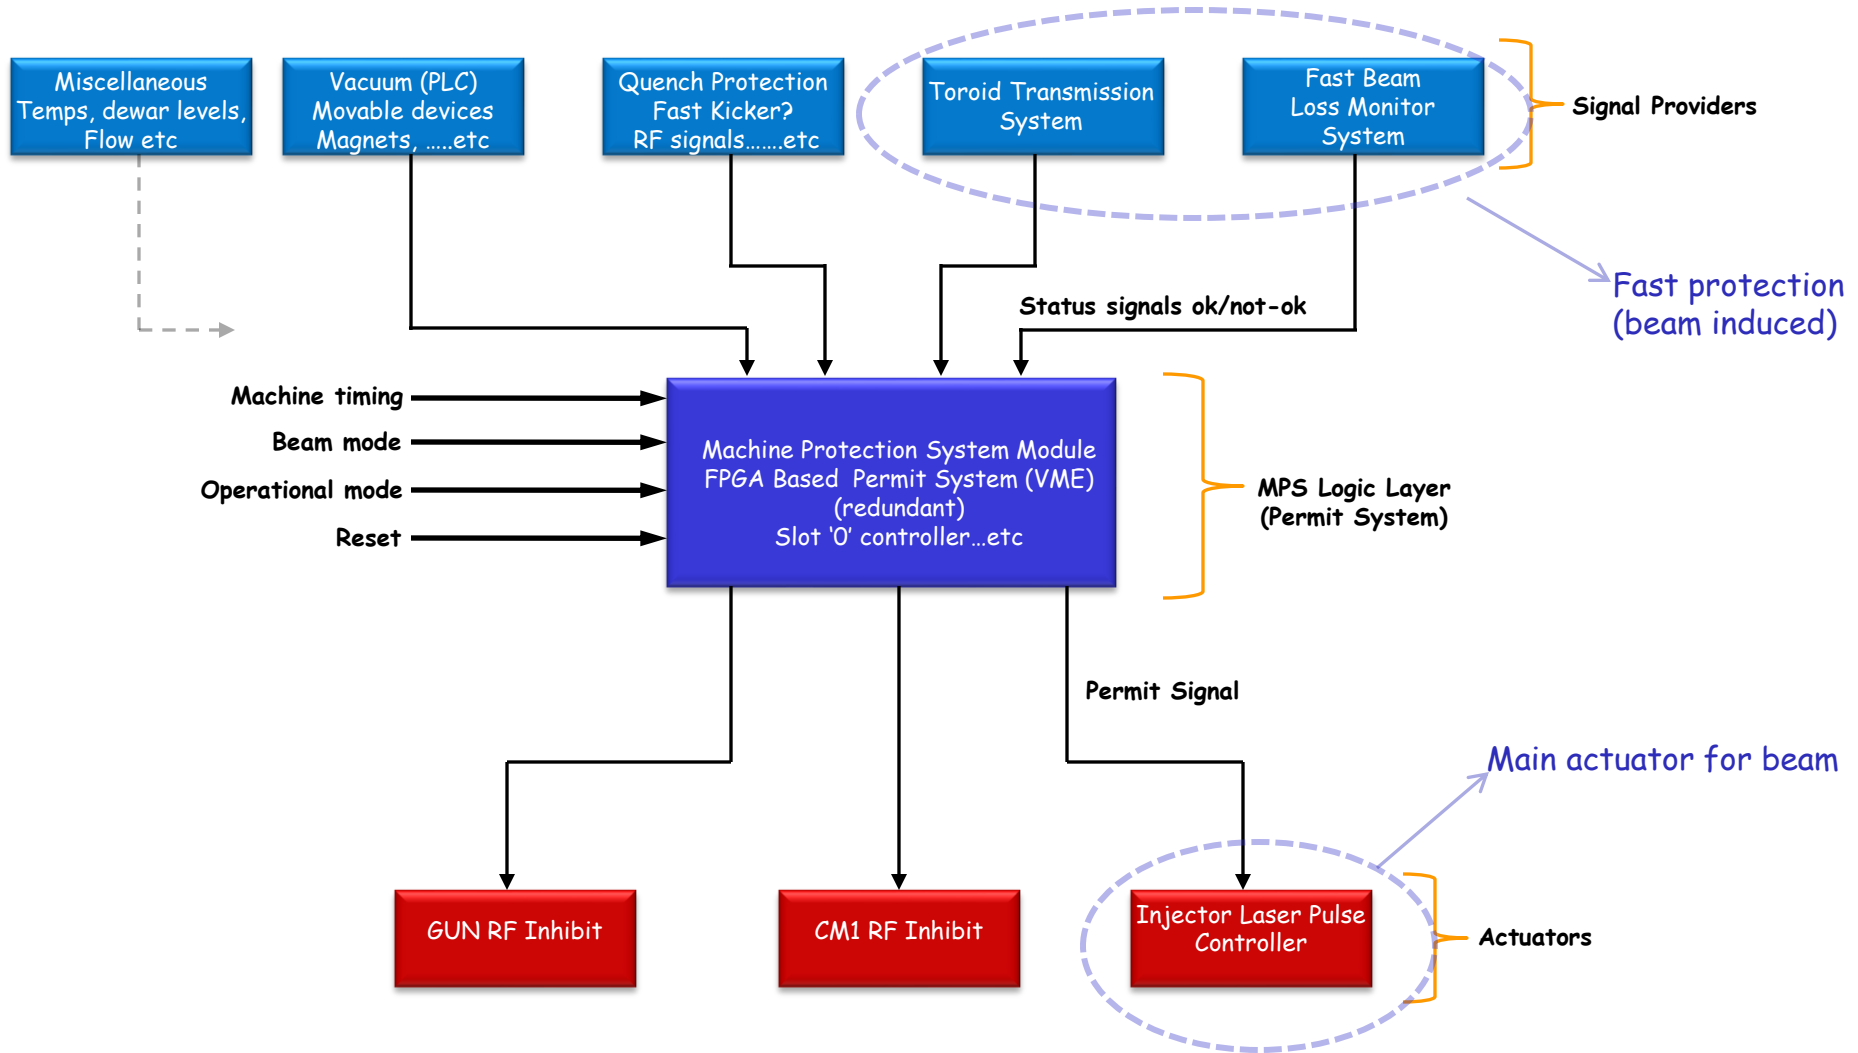 Miscellaneous
Temps, dewar levels,
Flow etc
Vacuum (PLC)
Movable devices
Magnets, .....etc
Quench Protection
Fast Kicker?
RF signals.......etc
Toroid Transmission
System
Fast Beam
Loss Monitor
System
Signal Providers
Fast protection
(beam induced)
Status signals ok/not-ok
Machine timing
Beam mode
Operational mode
Reset
Machine Protection System Module
FPGA Based  Permit System (VME)
(redundant)
Slot ‘0’ controller…etc
MPS Logic Layer
(Permit System)
Permit Signal
Main actuator for beam
GUN RF Inhibit
CM1 RF Inhibit
Injector Laser Pulse
Controller
Actuators